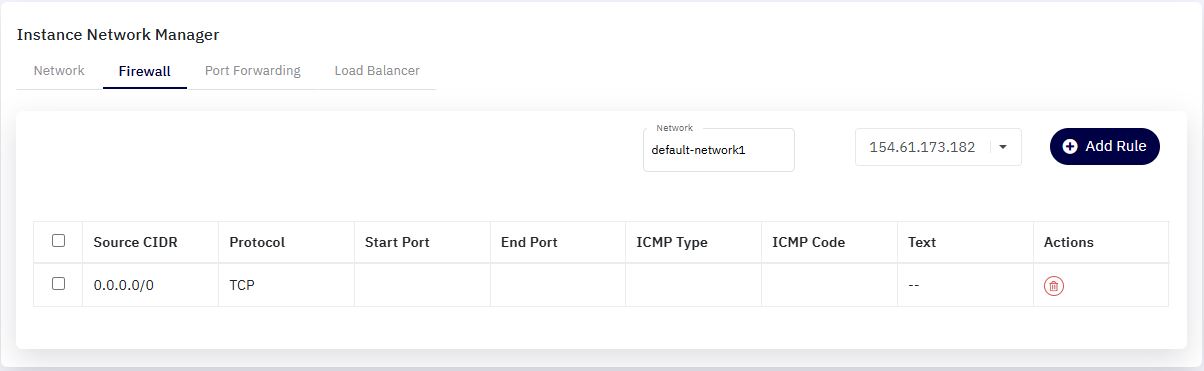 Instance Network Manager
Network Firewall Port Forwarding Load Balancer
Network
default-network1
154.61.173.182
Add Rule
Source CIDR Protocol Start Port End Port ICMP Type ICMP Code Text Actions
0.0.0.0/0 TCP --